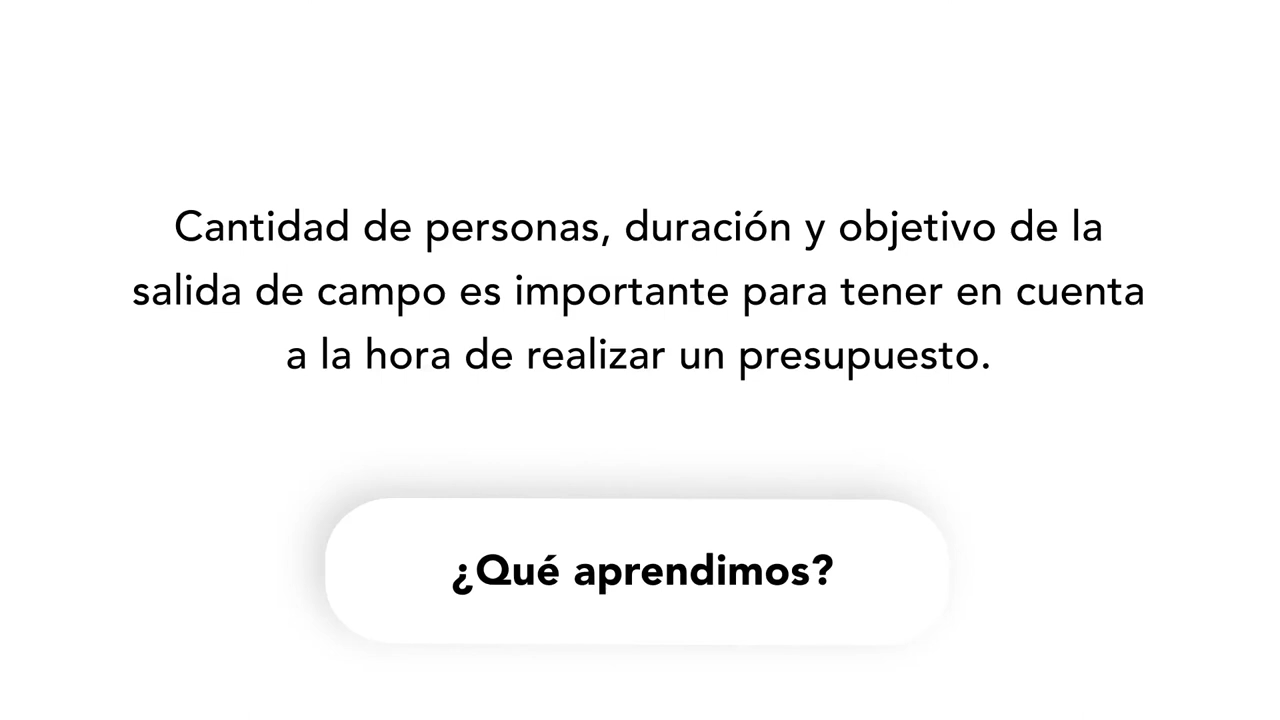 Cantidad de personas, duración y objetivo de la
salida de campo es importante para tener en cuenta
a la hora de realizar un presupuesto.
¿Qué aprendimos?